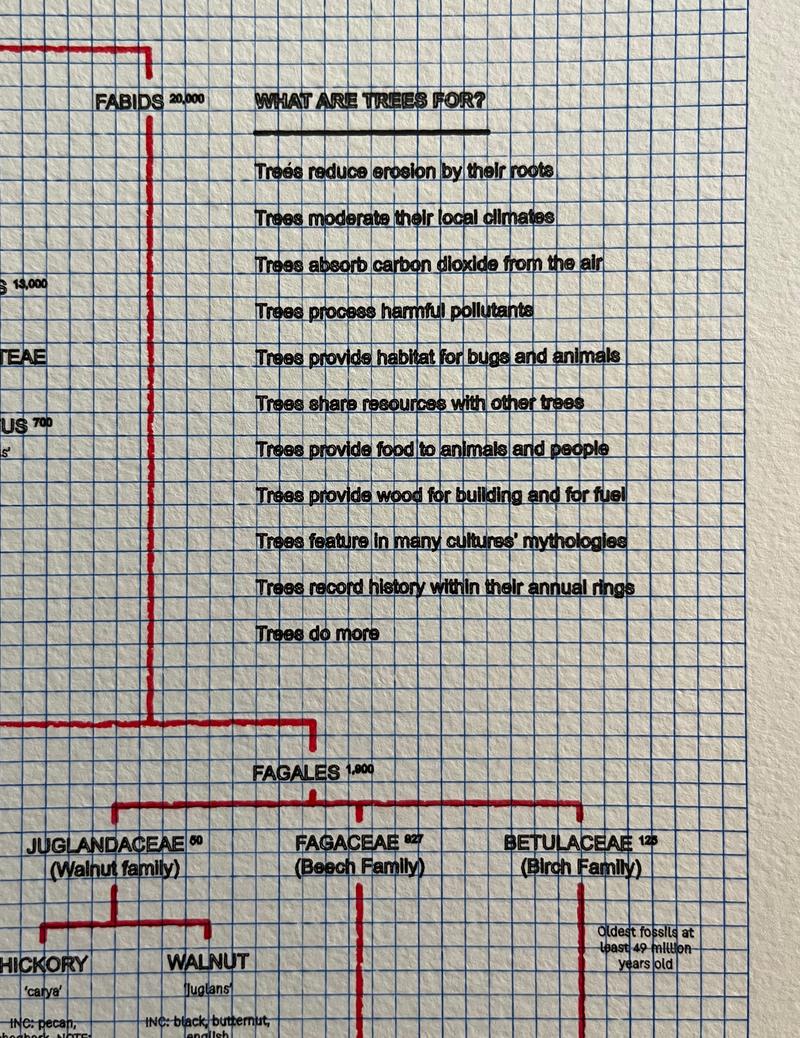 FABIDS 20,000
WHAT ARE TREES FOR?
Trees reduce erosion by their roots
Trees moderate their local climates
Trees absorb carbon dioxide from the air
Trees process harmful pollutants
Trees provide habitat for bugs and animals
Trees share resources with other trees
Trees provide food to animals and people
Trees provide wood for building and for fuel
Trees feature in many cultures' mythologies
Trees record history within their annual rings
Trees do more
S 13,000
TEAE
US 700
s'
FAGALES 1,900
JUGLANDACEAE 50
(Walnut family)
FAGACEAE 927
(Beech Family)
BETULACEAE 125
(Birch Family)
Oldest fossils at
least 49 million
years old
HICKORY
'carya'
INC: pecan,
WALNUT
'juglans'
INC: black, butternut,
english